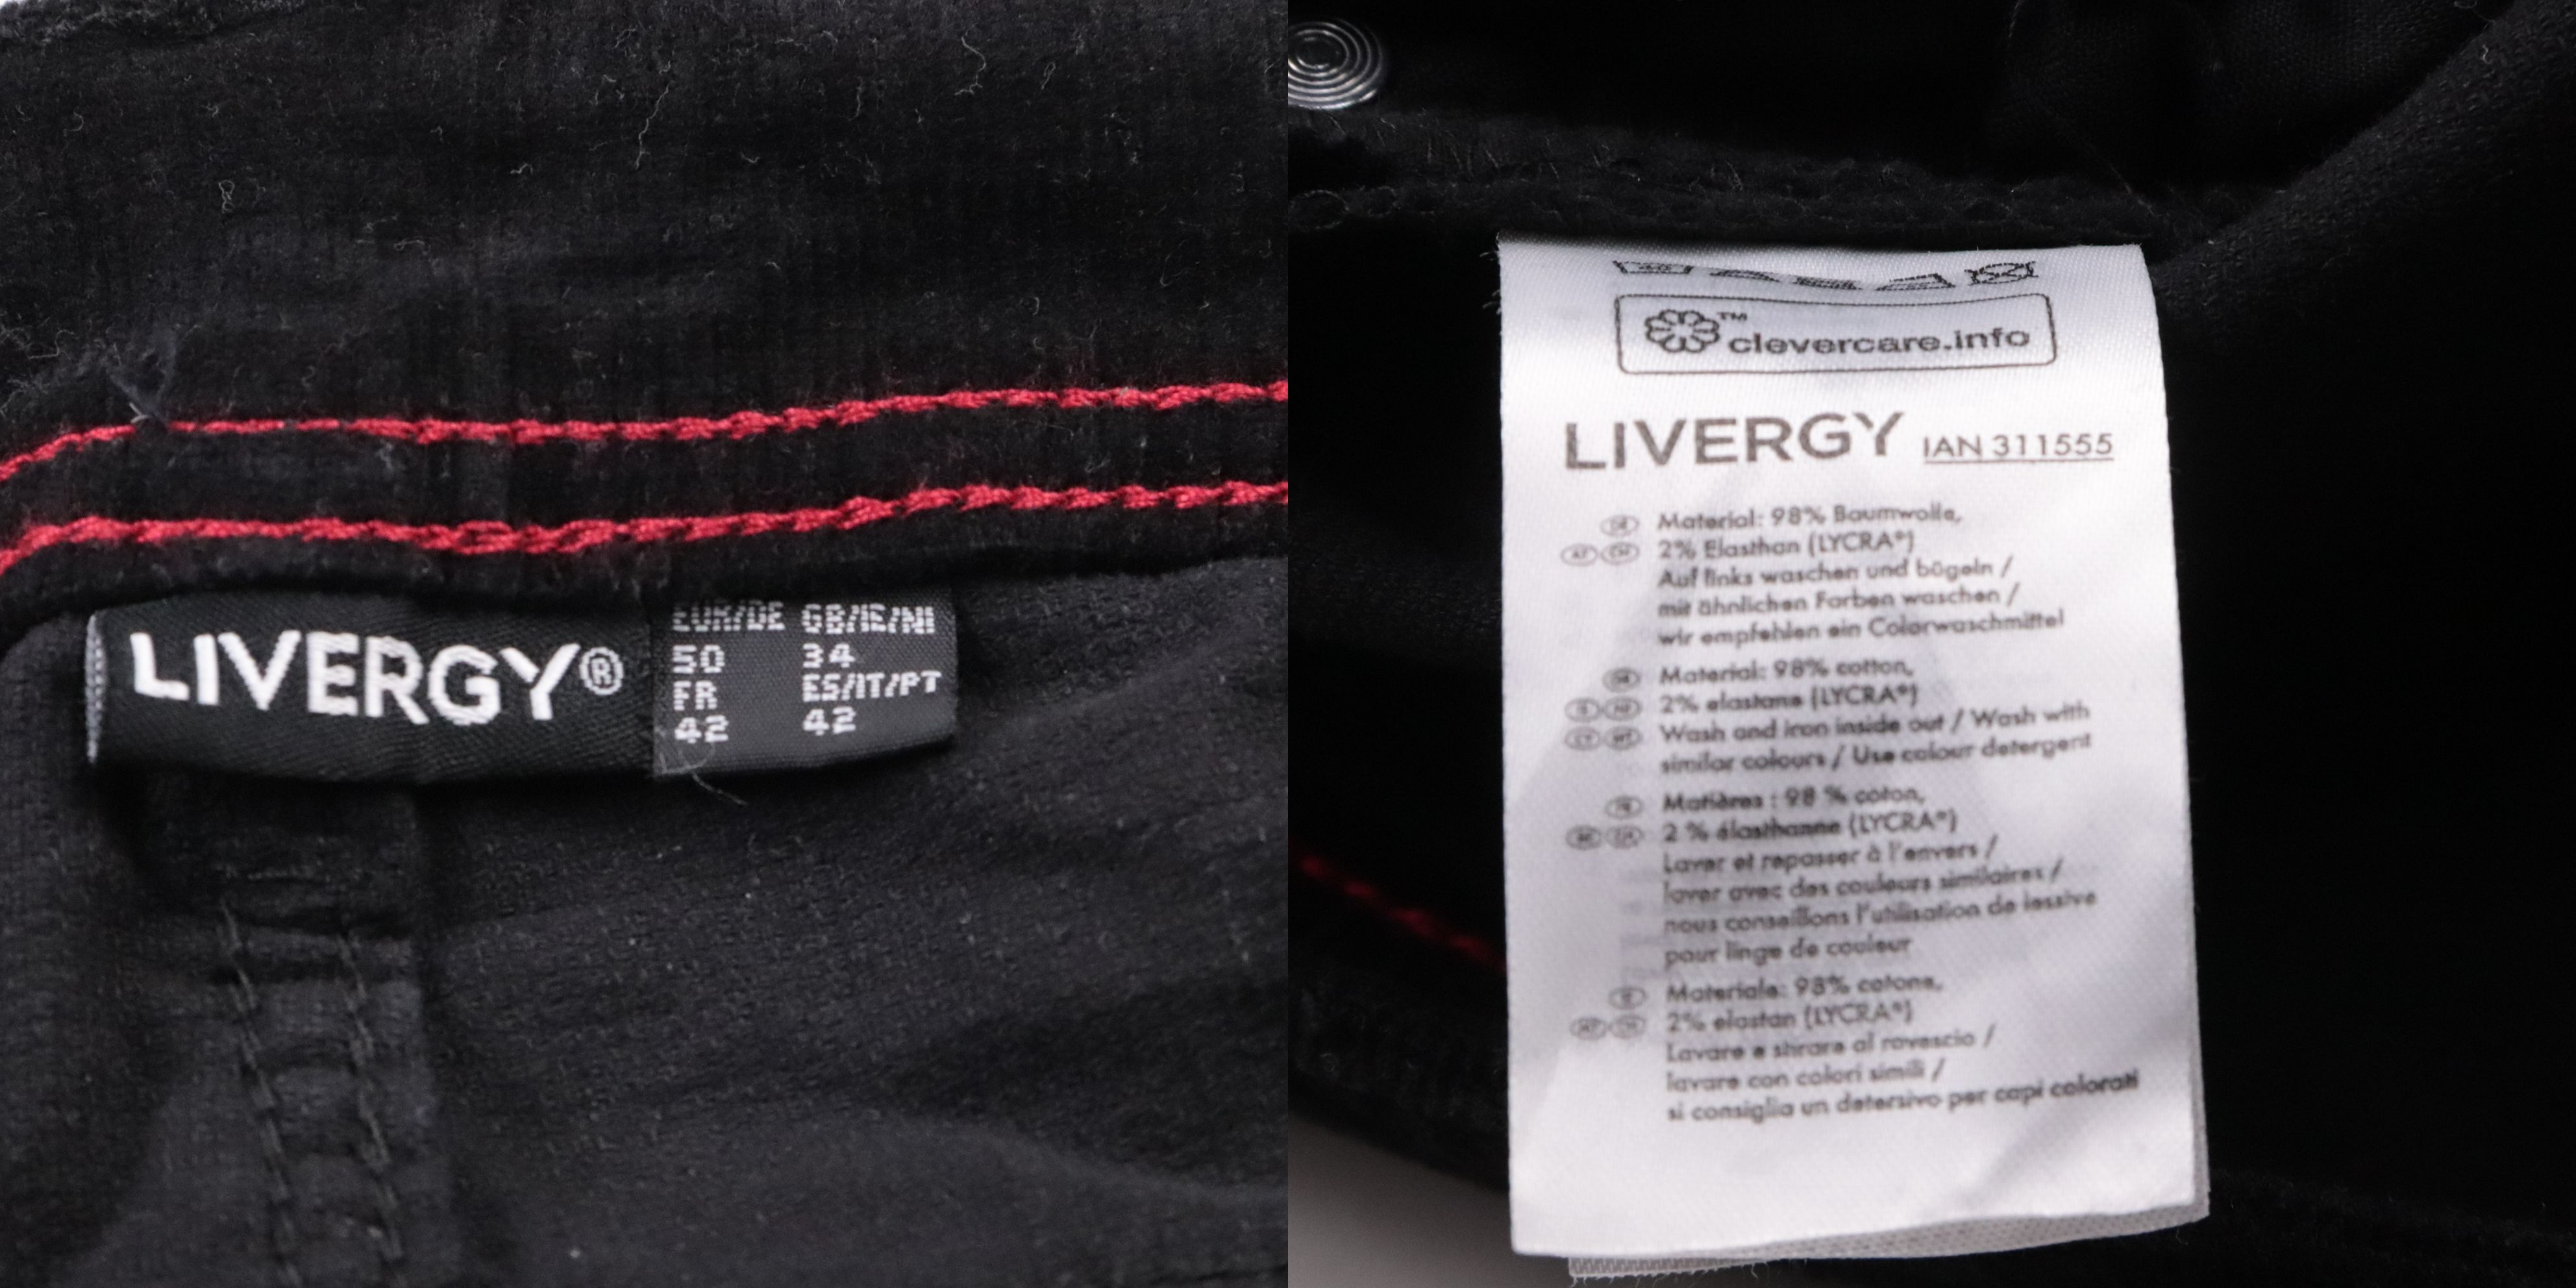 LIVERGY®
EUR/DE GB/IE/NI
50 34
FR ES/IT/PT
42 42
™
clevercare.info
LIVERGY IAN 311555
DE Material: 98% Baumwolle,
AT CH 2% Elasthan (LYCRA®)
Auf links waschen und bügeln /
mit ähnlichen Farben waschen /
wir empfehlen ein Colorwaschmittel
Material: 98% cotton,
2% elastane (LYCRA®)
Wash and iron inside out / Wash with
similar colours / Use colour detergent
Matières : 98 % coton,
2 % élasthanne (LYCRA®)
Laver et repasser à l'envers /
laver avec des couleurs similaires /
nous conseillons l'utilisation de lessive
pour linge de couleur
Materiale: 98% cotone,
2% elastan (LYCRA®)
Lavare e stirare al rovescio /
lavare con colori simili /
si consiglia un detersivo per capi colorati